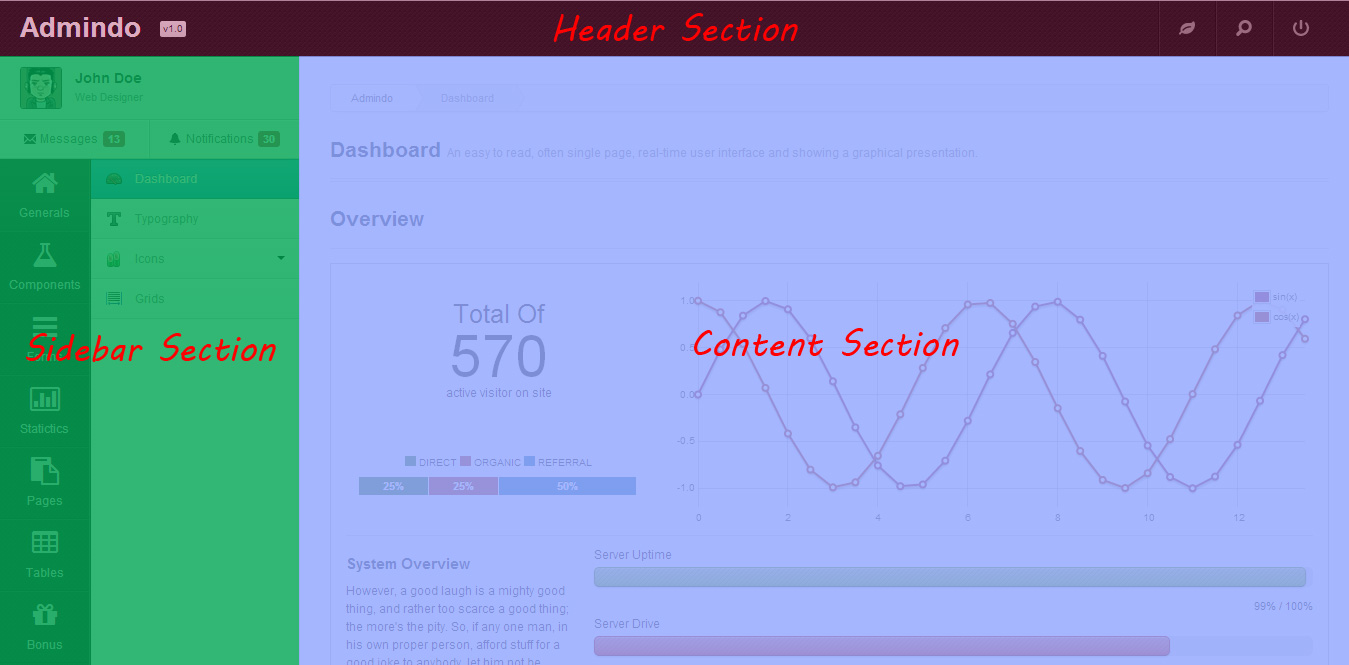 Admindo v1.0
Header Section
John Doe
Web Designer
Messages 13
Notifications 30
Generals
Components
Statictics
Pages
Tables
Bonus
Dashboard
Typography
Icons
Grids
Sidebar Section
Admindo
Dashboard
Dashboard An easy to read, often single page, real-time user interface and showing a graphical presentation.
Overview
Total Of
570
active visitor on site
DIRECT ORGANIC REFERRAL
25% 25% 50%
Content Section
sin(x)
cos(x)
1.0
0.5
0.0
-0.5
-1.0
0 2 4 6 8 10 12
System Overview
However, a good laugh is a mighty good
thing, and rather too scarce a good thing;
the more's the pity. So, if any one man, in
his own proper person, afford stuff for a
good joke to anybody, let him not be
Server Uptime
99% / 100%
Server Drive